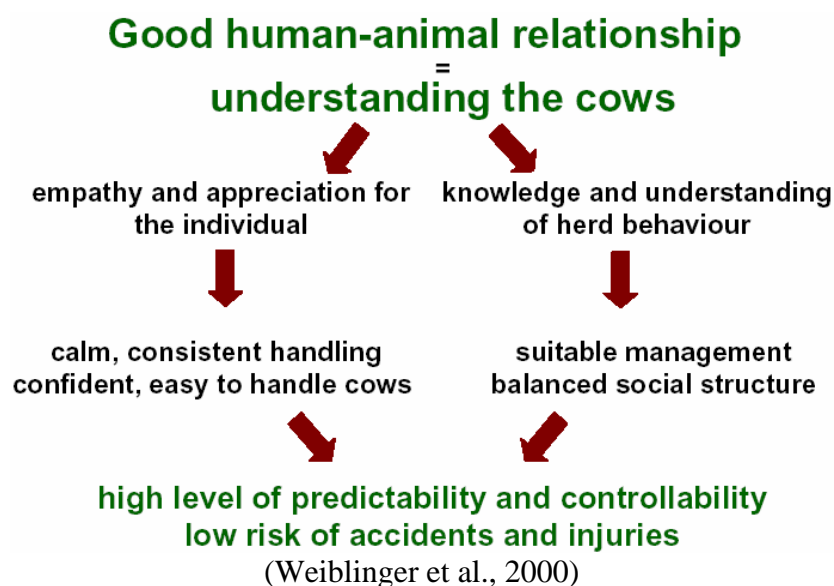 Good human-animal relationship
=
understanding the cows
empathy and appreciation for
the individual
knowledge and understanding
of herd behaviour
calm, consistent handling
confident, easy to handle cows
suitable management
balanced social structure
high level of predictability and controllability
low risk of accidents and injuries
(Weiblinger et al., 2000)